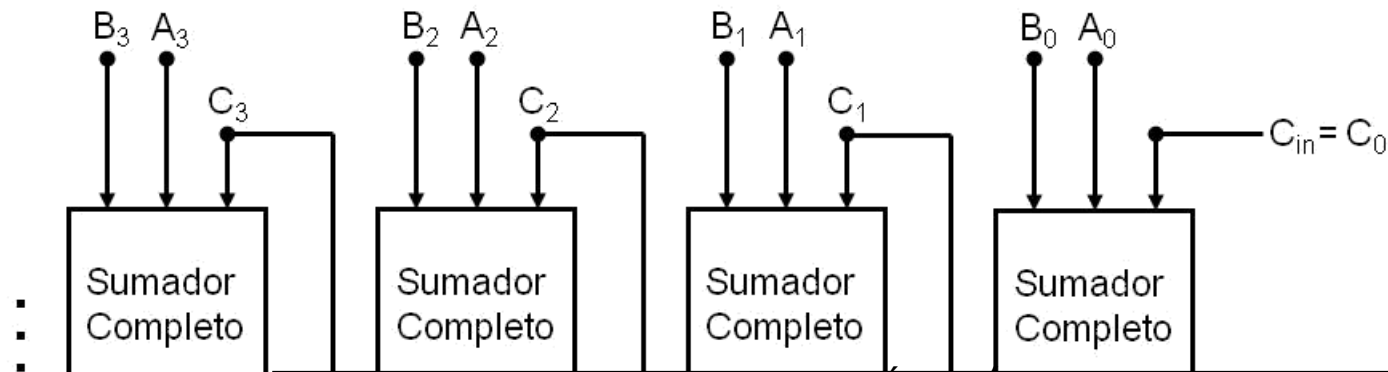 B₃ A₃ B₂ A₂ B₁ A₁ B₀ A₀
C₃ C₂ C₁ Cᵢₙ = C₀
Sumador Sumador Sumador Sumador
Completo Completo Completo Completo